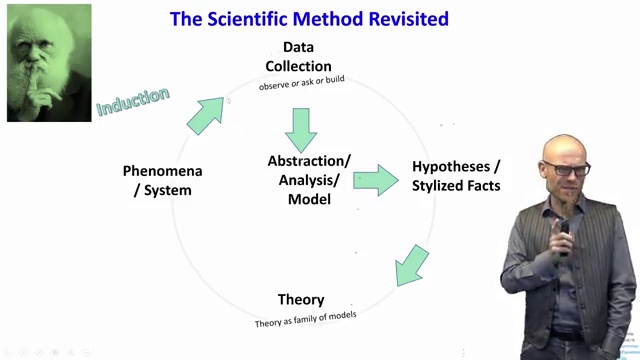 The Scientific Method Revisited
Data
Collection
observe or ask or build
Induction
Phenomena
/ System
Abstraction/
Analysis/
Model
Hypotheses /
Stylized Facts
Theory
Theory as family of models